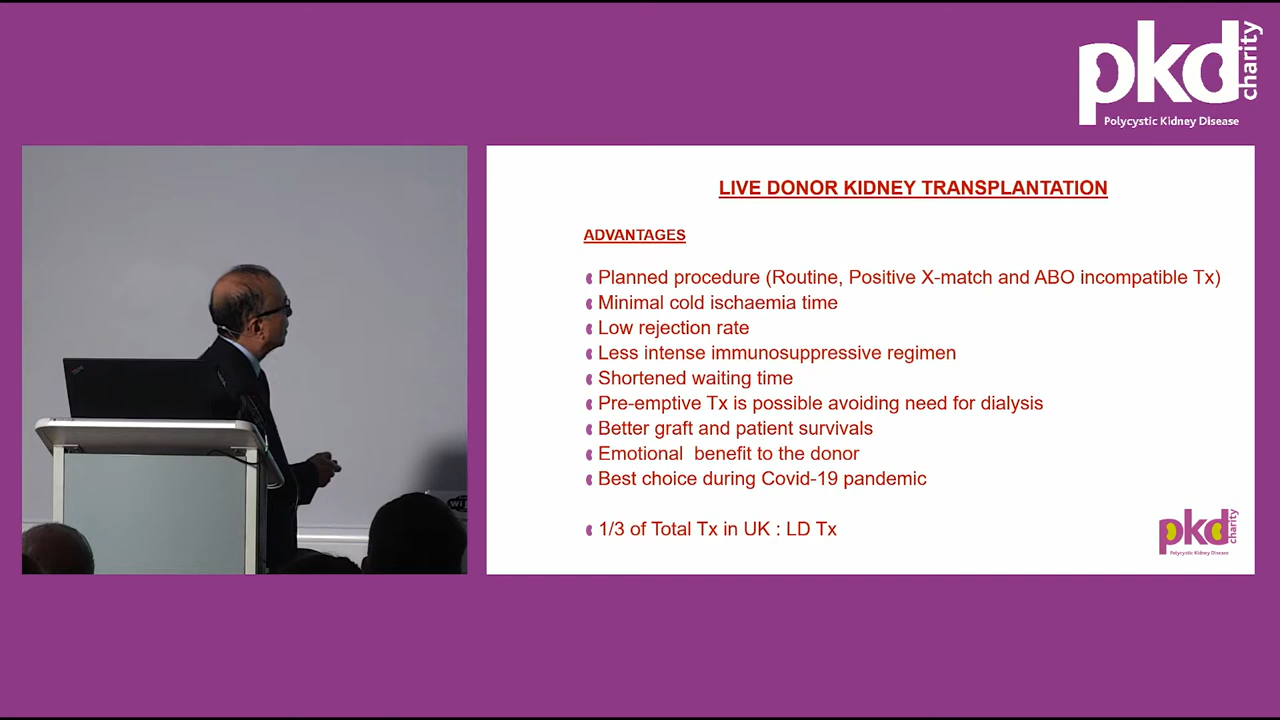 pkd
charity
Polycystic Kidney Disease
LIVE DONOR KIDNEY TRANSPLANTATION
ADVANTAGES
Planned procedure (Routine, Positive X-match and ABO incompatible Tx)
Minimal cold ischaemia time
Low rejection rate
Less intense immunosuppressive regimen
Shortened waiting time
Pre-emptive Tx is possible avoiding need for dialysis
Better graft and patient survivals
Emotional benefit to the donor
Best choice during Covid-19 pandemic
1/3 of Total Tx in UK : LD Tx
pkd
charity
Polycystic Kidney Disease